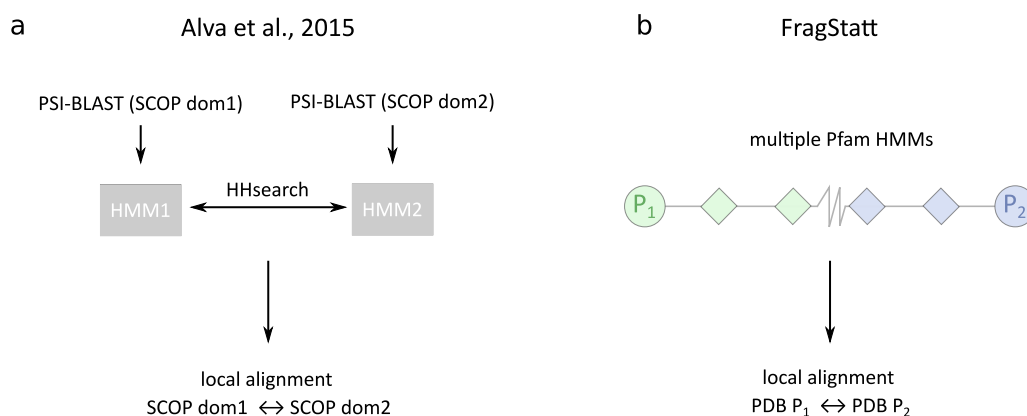 a
Alva et al., 2015
PSI-BLAST (SCOP dom1)
PSI-BLAST (SCOP dom2)
HMM1
HHsearch
HMM2
local alignment
SCOP dom1 ↔ SCOP dom2
b
FragStatt
multiple Pfam HMMs
P₁
P₂
local alignment
PDB P₁ ↔ PDB P₂